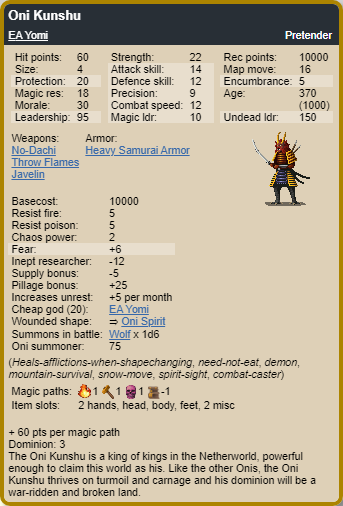 Oni Kunshu
EA Yomi Pretender
Hit points: 60 Strength: 22 Rec points: 10000
Size: 4 Attack skill: 14 Map move: 16
Protection: 20 Defence skill: 12 Encumbrance: 5
Magic res: 18 Precision: 9 Age: 370
Morale: 30 Combat speed: 12 (1000)
Leadership: 95 Magic ldr: 10 Undead ldr: 150
Weapons: Armor:
No-Dachi Heavy Samurai Armor
Throw Flames
Javelin
Basecost: 10000
Resist fire: 5
Resist poison: 5
Chaos power: 2
Fear: +6
Inept researcher: -12
Supply bonus: -5
Pillage bonus: +25
Increases unrest: +5 per month
Cheap god (20): EA Yomi
Wounded shape: ⇒ Oni Spirit
Summons in battle: Wolf x 1d6
Oni summoner: 75
(Heals-afflictions-when-shapechanging, need-not-eat, demon,
mountain-survival, snow-move, spirit-sight, combat-caster)
Magic paths: 1 1 1 -1
Item slots: 2 hands, head, body, feet, 2 misc
+ 60 pts per magic path
Dominion: 3
The Oni Kunshu is a king of kings in the Netherworld, powerful
enough to claim this world as his. Like the other Onis, the Oni
Kunshu thrives on turmoil and carnage and his dominion will be a
war-ridden and broken land.